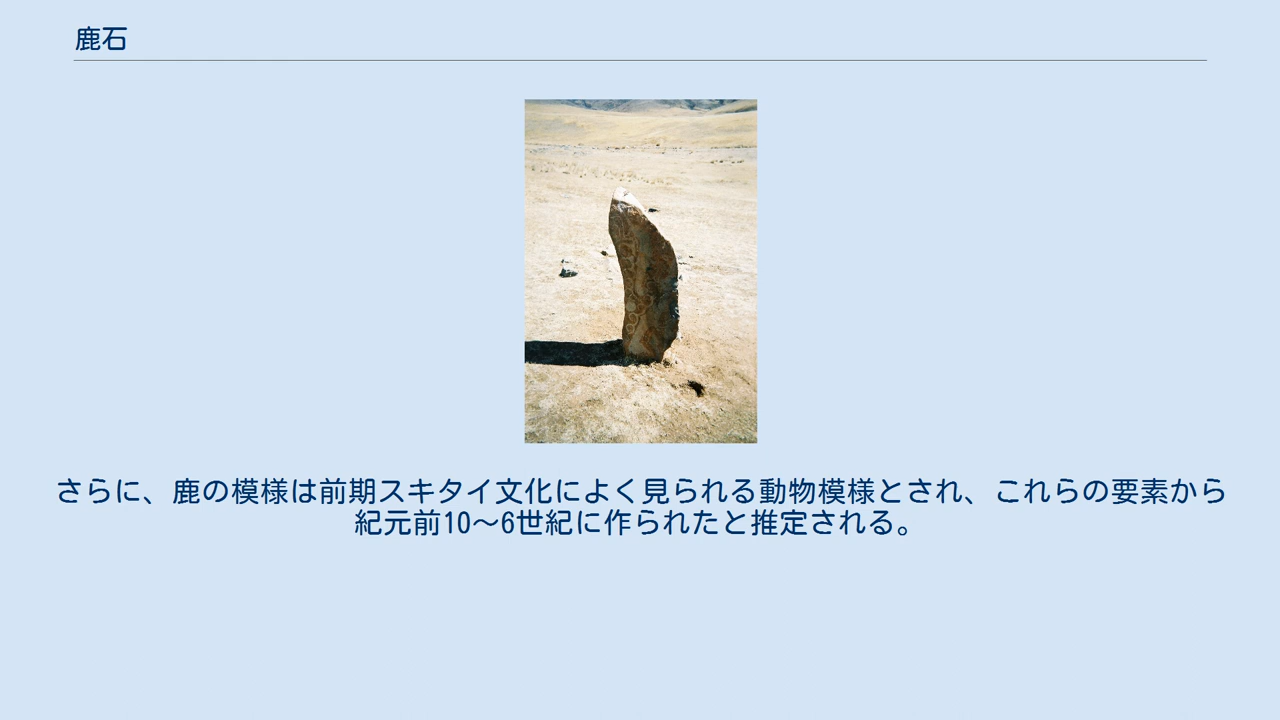 鹿石
さらに、鹿の模様は前期スキタイ文化によく見られる動物模様とされ、これらの要素から
紀元前10〜6世紀に作られたと推定される。